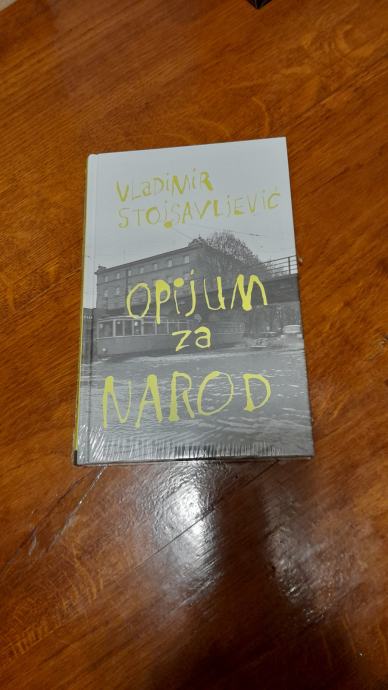 VLaDiMiR
STOjSAVLjEVić
OPijUM
za
NAROD